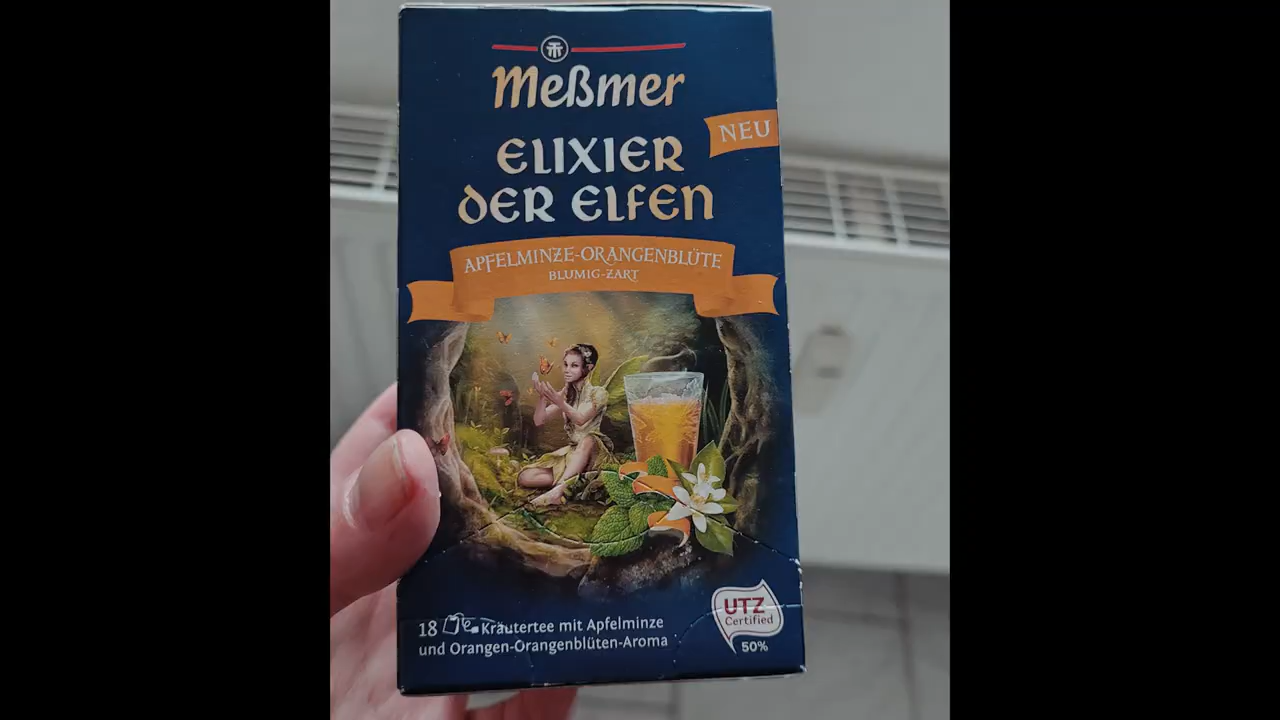 Meßmer
NEU
ELIXIER
DER ELFEN
APFELMINZE-ORANGENBLÜTE
BLUMIG-ZART
18 Kräutertee mit Apfelminze
und Orangen-Orangenblüten-Aroma
UTZ
Certified
50%